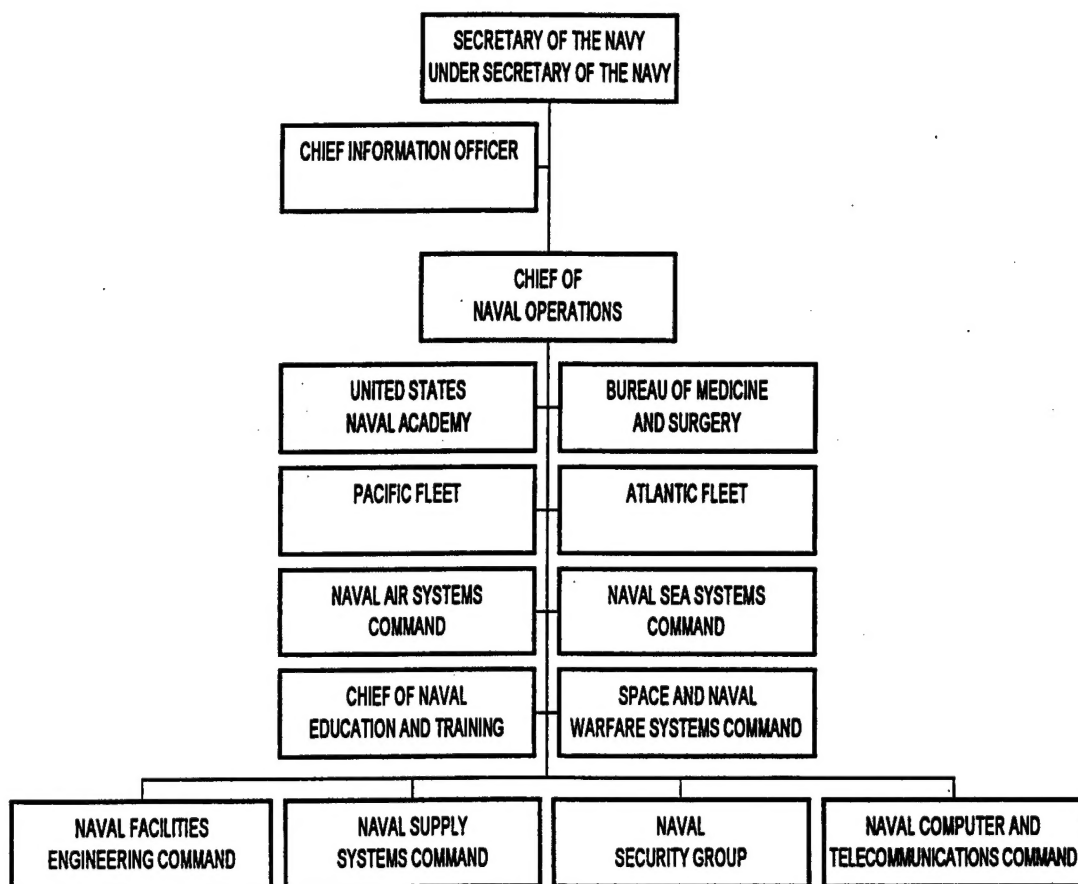 SECRETARY OF THE NAVY
UNDER SECRETARY OF THE NAVY
CHIEF INFORMATION OFFICER
CHIEF OF
NAVAL OPERATIONS
UNITED STATES
NAVAL ACADEMY
BUREAU OF MEDICINE
AND SURGERY
PACIFIC FLEET
ATLANTIC FLEET
NAVAL AIR SYSTEMS
COMMAND
NAVAL SEA SYSTEMS
COMMAND
CHIEF OF NAVAL
EDUCATION AND TRAINING
SPACE AND NAVAL
WARFARE SYSTEMS COMMAND
NAVAL FACILITIES
ENGINEERING COMMAND
NAVAL SUPPLY
SYSTEMS COMMAND
NAVAL
SECURITY GROUP
NAVAL COMPUTER AND
TELECOMMUNICATIONS COMMAND